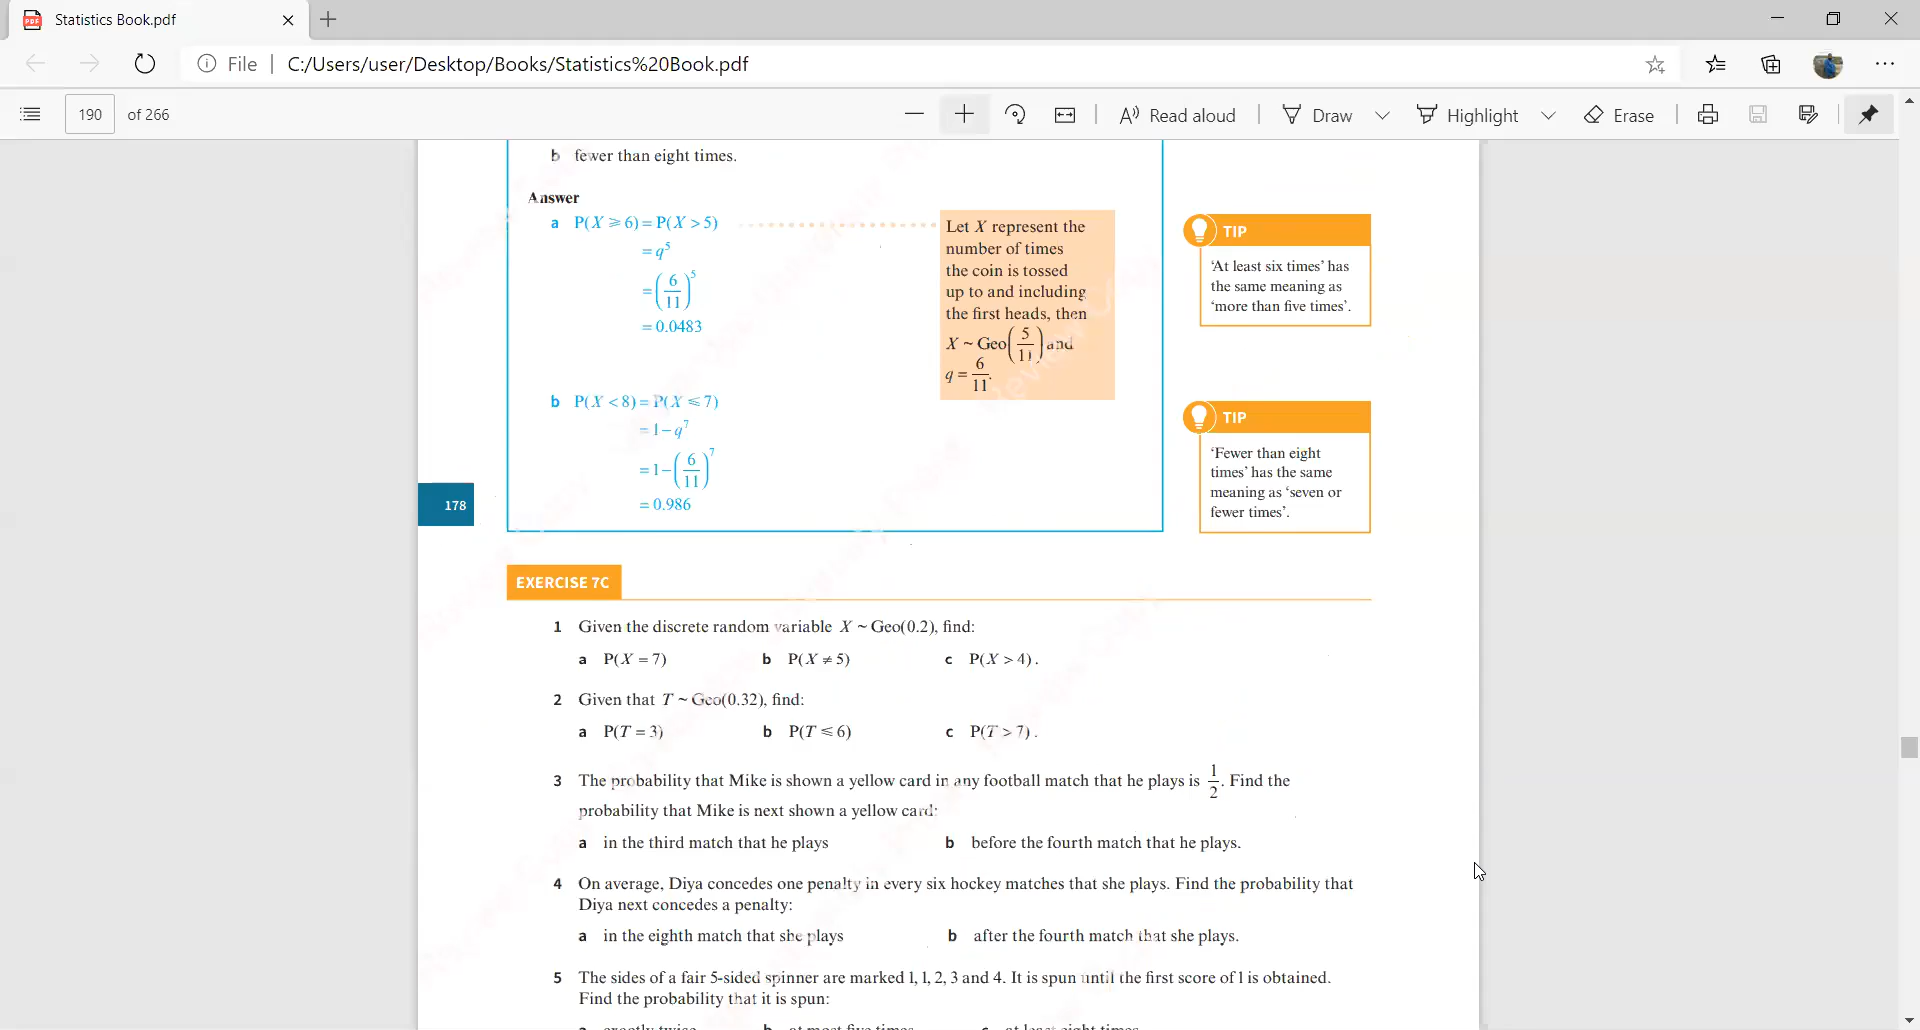 Statistics Book.pdf
File | C:/Users/user/Desktop/Books/Statistics%20Book.pdf
190 of 266
Read aloud
Draw
Highlight
Erase
b fewer than eight times.
Answer
a P(X ⩾ 6) = P(X > 5)
= q⁵
= (6/11)⁵
= 0.0483
Let X represent the
number of times
the coin is tossed
up to and including
the first heads, then
X ~ Geo(5/11) and
q = 6/11.
TIP
‘At least six times’ has
the same meaning as
‘more than five times’.
b P(X < 8) = P(X ⩽ 7)
= 1 − q⁷
= 1 − (6/11)⁷
= 0.986
TIP
‘Fewer than eight
times’ has the same
meaning as ‘seven or
fewer times’.
178
EXERCISE 7C
1 Given the discrete random variable X ~ Geo(0.2), find:
a P(X = 7) b P(X ≠ 5) c P(X > 4).
2 Given that T ~ Geo(0.32), find:
a P(T = 3) b P(T ⩽ 6) c P(T > 7).
3 The probability that Mike is shown a yellow card in any football match that he plays is 1/2. Find the
probability that Mike is next shown a yellow card:
a in the third match that he plays b before the fourth match that he plays.
4 On average, Diya concedes one penalty in every six hockey matches that she plays. Find the probability that
Diya next concedes a penalty:
a in the eighth match that she plays b after the fourth match that she plays.
5 The sides of a fair 5-sided spinner are marked 1, 1, 2, 3 and 4. It is spun until the first score of 1 is obtained.
Find the probability that it is spun:
a exactly twice b at most five times c at least eight times